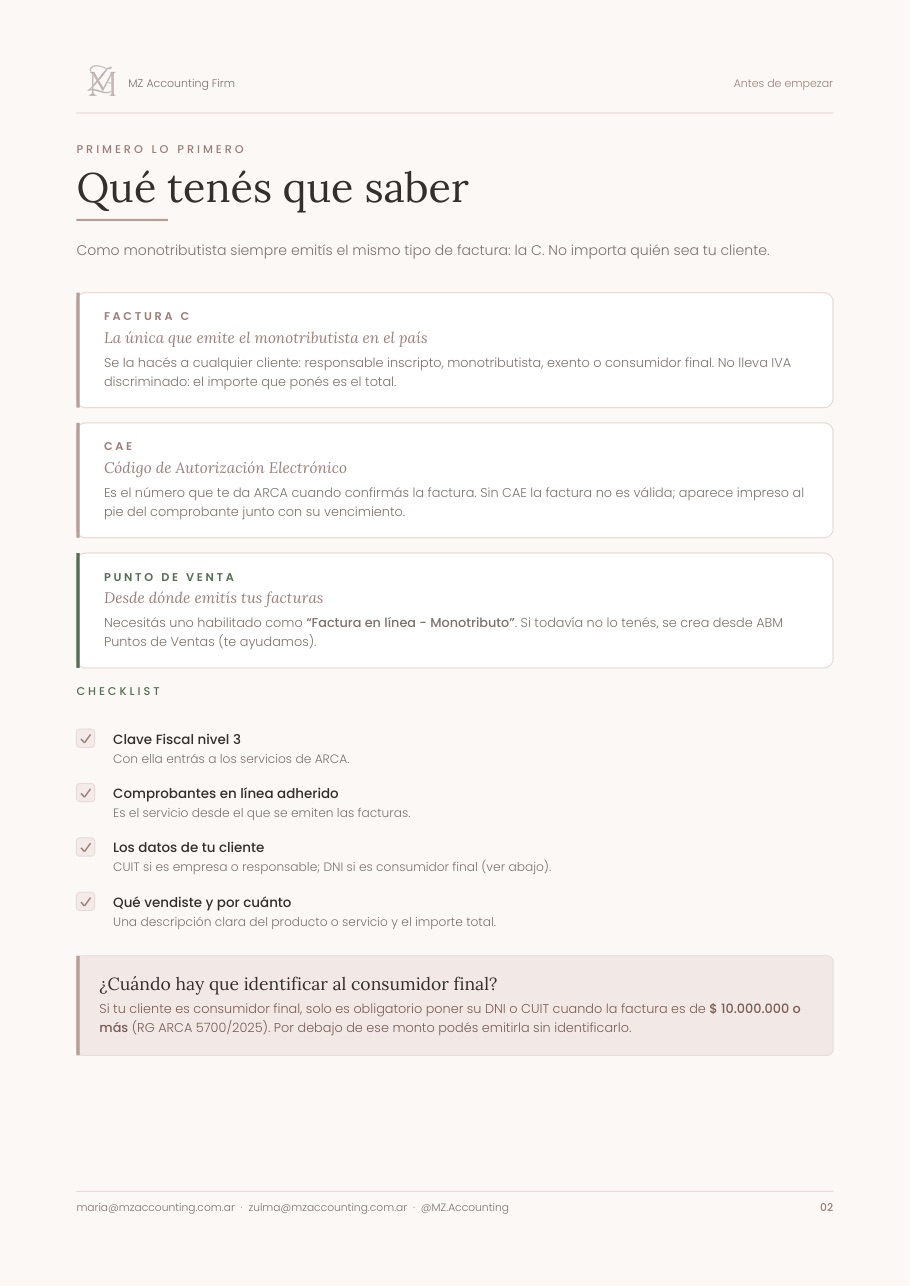 MZ Accounting Firm
Antes de empezar
PRIMERO LO PRIMERO
Qué tenés que saber
Como monotributista siempre emitís el mismo tipo de factura: la C. No importa quién sea tu cliente.
FACTURA C
La única que emite el monotributista en el país
Se la hacés a cualquier cliente: responsable inscripto, monotributista, exento o consumidor final. No lleva IVA
discriminado: el importe que ponés es el total.
CAE
Código de Autorización Electrónico
Es el número que te da ARCA cuando confirmás la factura. Sin CAE la factura no es válida; aparece impreso al
pie del comprobante junto con su vencimiento.
PUNTO DE VENTA
Desde dónde emitís tus facturas
Necesitás uno habilitado como “Factura en línea - Monotributo”. Si todavía no lo tenés, se crea desde ABM
Puntos de Ventas (te ayudamos).
CHECKLIST
Clave Fiscal nivel 3
Con ella entrás a los servicios de ARCA.
Comprobantes en línea adherido
Es el servicio desde el que se emiten las facturas.
Los datos de tu cliente
CUIT si es empresa o responsable; DNI si es consumidor final (ver abajo).
Qué vendiste y por cuánto
Una descripción clara del producto o servicio y el importe total.
¿Cuándo hay que identificar al consumidor final?
Si tu cliente es consumidor final, solo es obligatorio poner su DNI o CUIT cuando la factura es de $ 10.000.000 o
más (RG ARCA 5700/2025). Por debajo de ese monto podés emitirla sin identificarlo.
maria@mzaccounting.com.ar · zulma@mzaccounting.com.ar · @MZ.Accounting
02